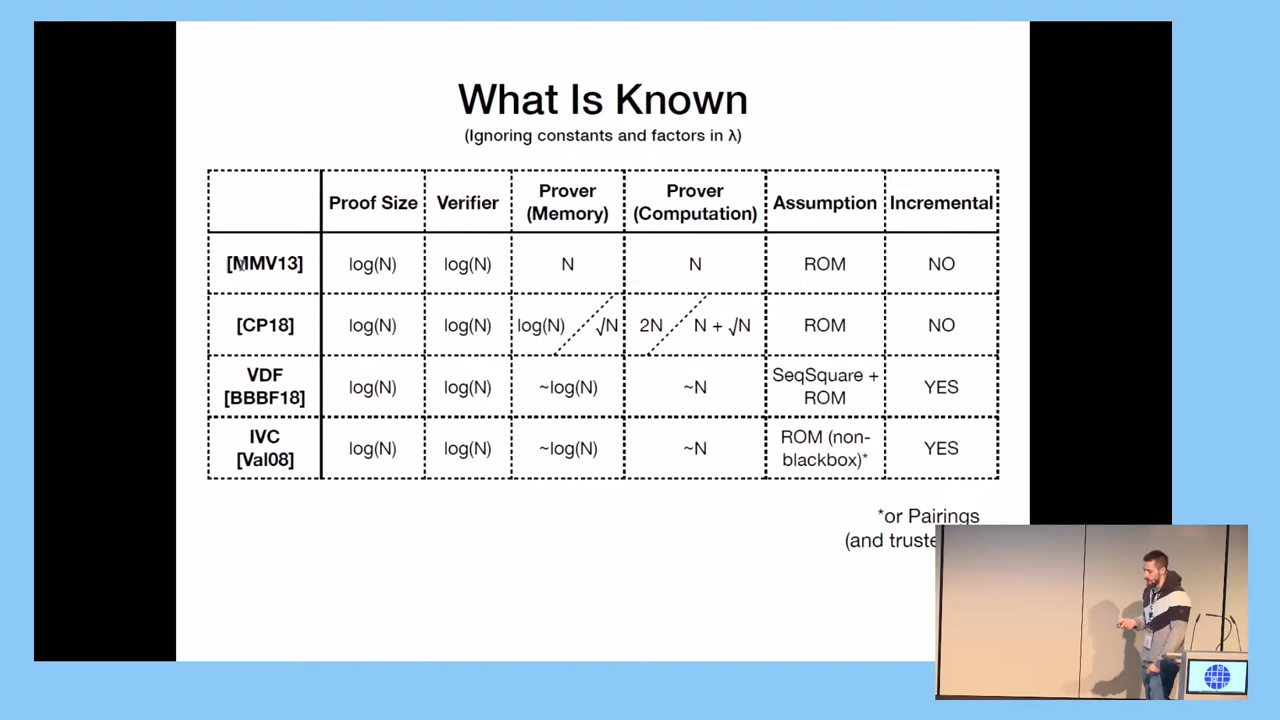 What Is Known
(Ignoring constants and factors in λ)
Proof Size Verifier Prover (Memory) Prover (Computation) Assumption Incremental
[MMV13] log(N) log(N) N N ROM NO
[CP18] log(N) log(N) log(N) √N 2N N + √N ROM NO
VDF [BBBF18] log(N) log(N) ~log(N) ~N SeqSquare + ROM YES
IVC [Val08] log(N) log(N) ~log(N) ~N ROM (non-blackbox)* YES
*or Pairings
(and